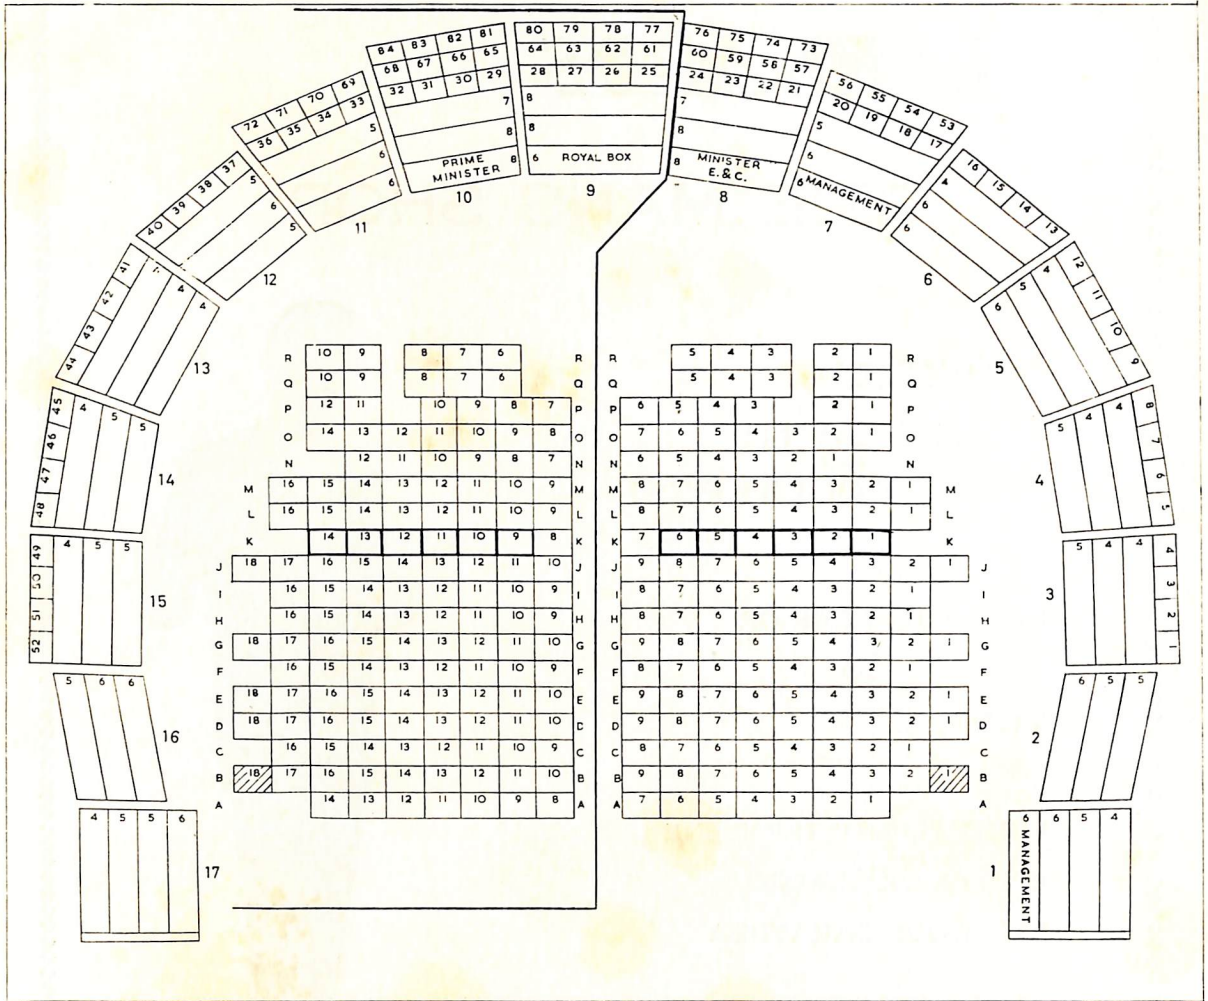 84 83 82 81
68 67 66 65
32 31 30 29
7
8
PRIME MINISTER 8
10
80 79 78 77
64 63 62 61
28 27 26 25
8
8
6 ROYAL BOX
9
76 75 74 73
60 59 58 57
24 23 22 21
7
8
8 MINISTER E. & C.
8
72 71 70 69
36 35 34 33
5
6
6
11
56 55 54 53
20 19 18 17
5
6
6 MANAGEMENT
7
40 39 38 37
5
6
5
12
16 15 14 13
4
6
6
6
41 42 43 44
4 4
13
6 5 4
12 11 10 9
5
45 46 47 48
4 5 5
14
5 4 4
8 7 6 5
4
49 50 51 52
4 5 5
15
5 4 4
4 3 2 1
3
5 6 6
16
6 5 5
2
4 5 5 6
17
6 6 5 4
MANAGEMENT
1
R 10 9 8 7 6 R R 5 4 3 2 1 R
Q 10 9 8 7 6 Q Q 5 4 3 2 1 Q
P 12 11 10 9 8 7 P P 6 5 4 3 2 1 P
O 14 13 12 11 10 9 8 O O 7 6 5 4 3 2 1 O
N 12 11 10 9 8 7 N N 6 5 4 3 2 1 N
M 16 15 14 13 12 11 10 9 M M 8 7 6 5 4 3 2 1 M
L 16 15 14 13 12 11 10 9 L L 8 7 6 5 4 3 2 1 L
K 14 13 12 11 10 9 8 K K 7 6 5 4 3 2 1 K
J 18 17 16 15 14 13 12 11 10 J J 9 8 7 6 5 4 3 2 1 J
I 16 15 14 13 12 11 10 9 I I 8 7 6 5 4 3 2 1 I
H 16 15 14 13 12 11 10 9 H H 8 7 6 5 4 3 2 1 H
G 18 17 16 15 14 13 12 11 10 G G 9 8 7 6 5 4 3 2 1 G
F 16 15 14 13 12 11 10 9 F F 8 7 6 5 4 3 2 1 F
E 18 17 16 15 14 13 12 11 10 E E 9 8 7 6 5 4 3 2 1 E
D 18 17 16 15 14 13 12 11 10 D D 9 8 7 6 5 4 3 2 1 D
C 16 15 14 13 12 11 10 9 C C 8 7 6 5 4 3 2 1 C
B 18 17 16 15 14 13 12 11 10 B B 9 8 7 6 5 4 3 2 1 B
A 14 13 12 11 10 9 8 A A 7 6 5 4 3 2 1 A